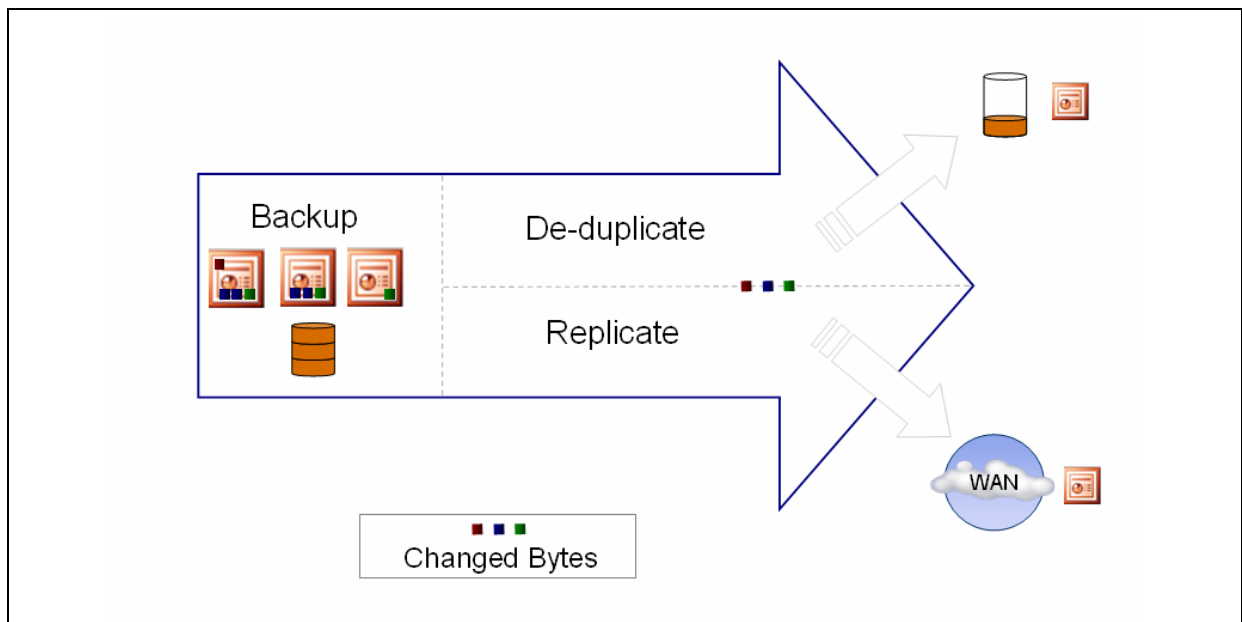 Backup
De-duplicate
Replicate
WAN
Changed Bytes